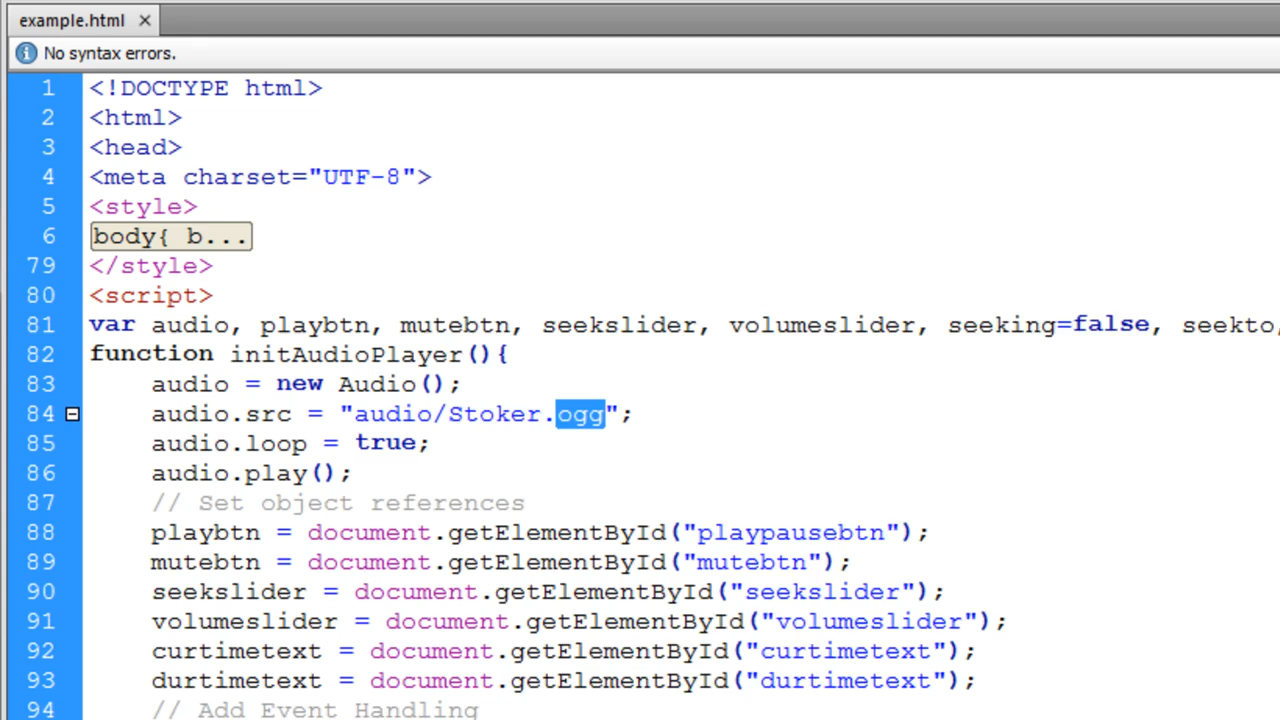 example.html ×
No syntax errors.
1 <!DOCTYPE html>
2 <html>
3 <head>
4 <meta charset="UTF-8">
5 <style>
6 body{ b...
79 </style>
80 <script>
81 var audio, playbtn, mutebtn, seekslider, volumeslider, seeking=false, seekto,
82 function initAudioPlayer(){
83 audio = new Audio();
84 audio.src = "audio/Stoker.ogg";
85 audio.loop = true;
86 audio.play();
87 // Set object references
88 playbtn = document.getElementById("playpausebtn");
89 mutebtn = document.getElementById("mutebtn");
90 seekslider = document.getElementById("seekslider");
91 volumeslider = document.getElementById("volumeslider");
92 curtimetext = document.getElementById("curtimetext");
93 durtimetext = document.getElementById("durtimetext");
94 // Add Event Handling